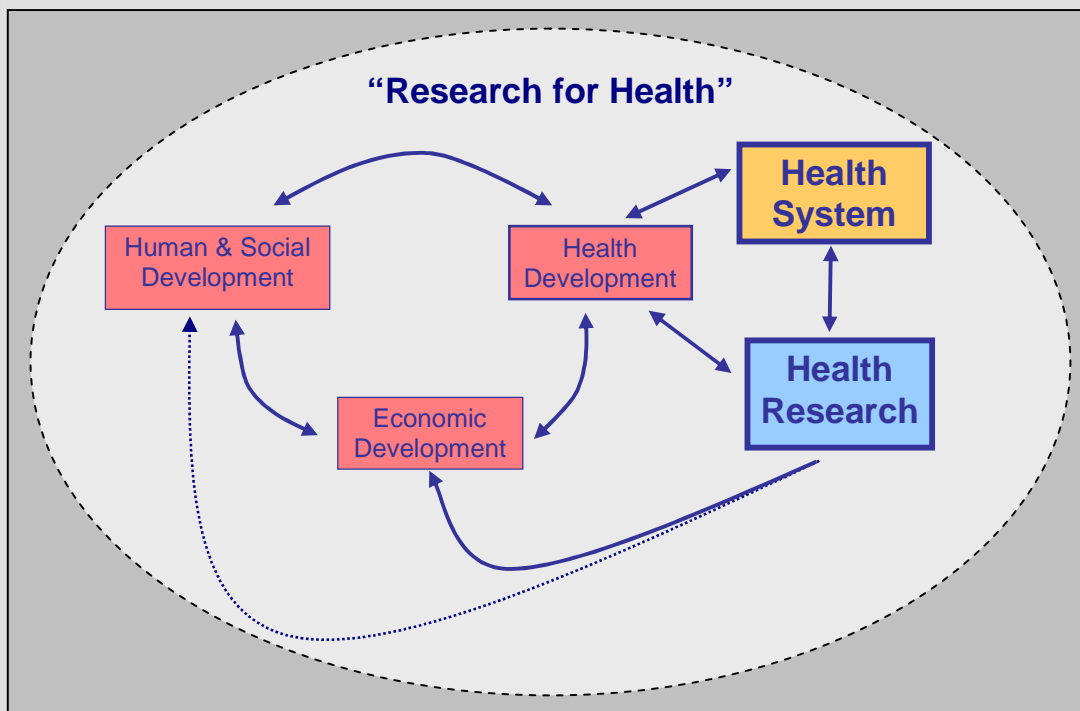 “Research for Health”
Health
System
Human & Social
Development
Health
Development
Health
Research
Economic
Development